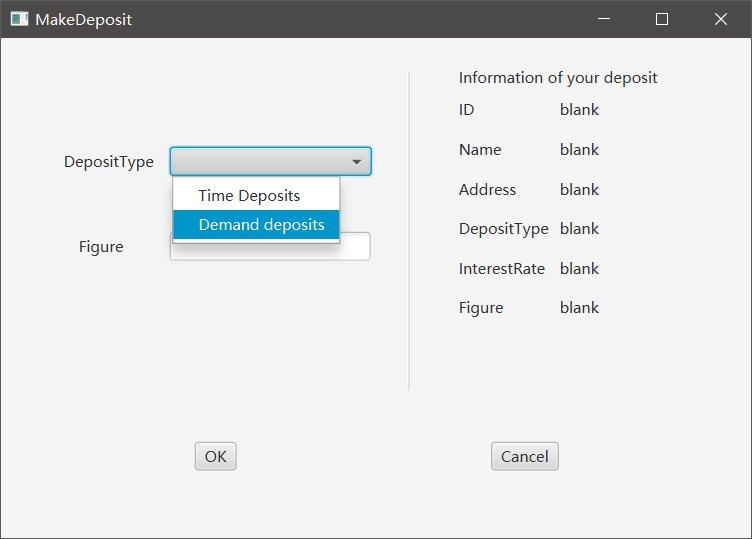 MakeDeposit
DepositType
Time Deposits
Demand deposits
Figure
Information of your deposit
ID blank
Name blank
Address blank
DepositType blank
InterestRate blank
Figure blank
OK
Cancel